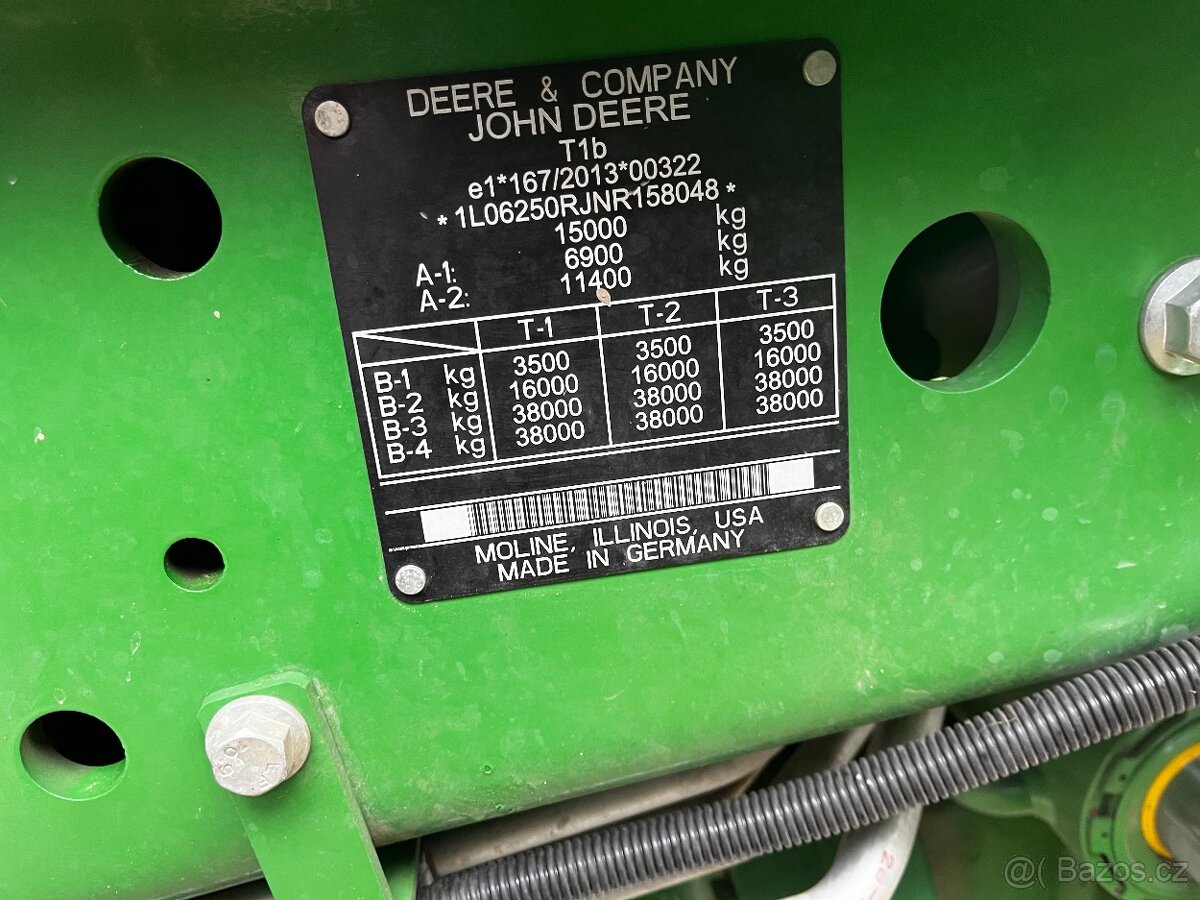 DEERE & COMPANY
JOHN DEERE
T1b
e1*167/2013*00322
*1L06250RJNR158048*
15000 kg
A-1: 6900 kg
A-2: 11400 kg
T-1 T-2 T-3
B-1 kg 3500 3500 3500
B-2 kg 16000 16000 16000
B-3 kg 38000 38000 38000
B-4 kg 38000 38000 38000
MOLINE, ILLINOIS, USA
MADE IN GERMANY
Bazos.cz